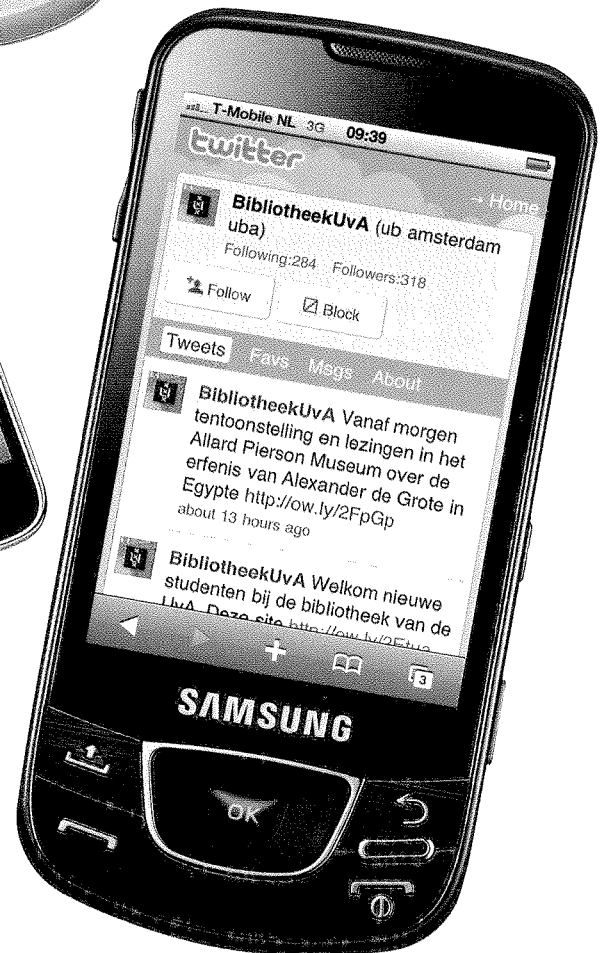 T-Mobile NL 3G 09:39
twitter
→ Home
BibliotheekUvA (ub amsterdam
uba)
Following:284 Followers:318
Follow Block
Tweets Favs Msgs About
BibliotheekUvA Vanaf morgen
tentoonstelling en lezingen in het
Allard Pierson Museum over de
erfenis van Alexander de Grote in
Egypte http://ow.ly/2FpGp
about 13 hours ago
BibliotheekUvA Welkom nieuwe
studenten bij de bibliotheek van de
UvA. Deze site
3
SAMSUNG
OK